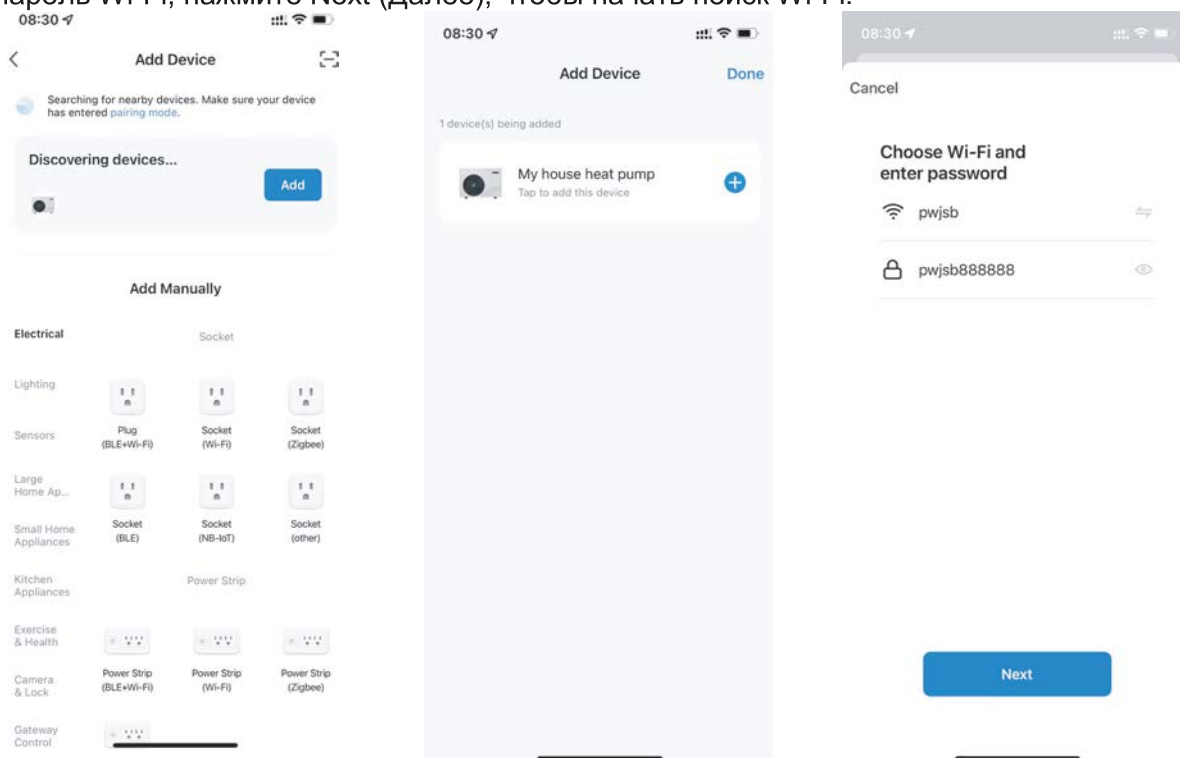 пароль Wi-Fi, нажмите Next (Далее), чтобы начать поиск Wi-Fi.
08:30
Add Device
Searching for nearby devices. Make sure your device
has entered pairing mode.
Discovering devices...
Add
Add Manually
Electrical
Socket
Lighting
Plug
(BLE+Wi-Fi)
Socket
(Wi-Fi)
Socket
(Zigbee)
Sensors
Large
Home Ap...
Socket
(BLE)
Socket
(NB-IoT)
Socket
(other)
Small Home
Appliances
Kitchen
Appliances
Power Strip
Exercise
& Health
Power Strip
(BLE+Wi-Fi)
Power Strip
(Wi-Fi)
Power Strip
(Zigbee)
Camera
& Lock
Gateway
Control
08:30
Add Device
Done
1 device(s) being added
My house heat pump
Tap to add this device
08:30
Cancel
Choose Wi-Fi and
enter password
pwjsb
pwjsb888888
Next